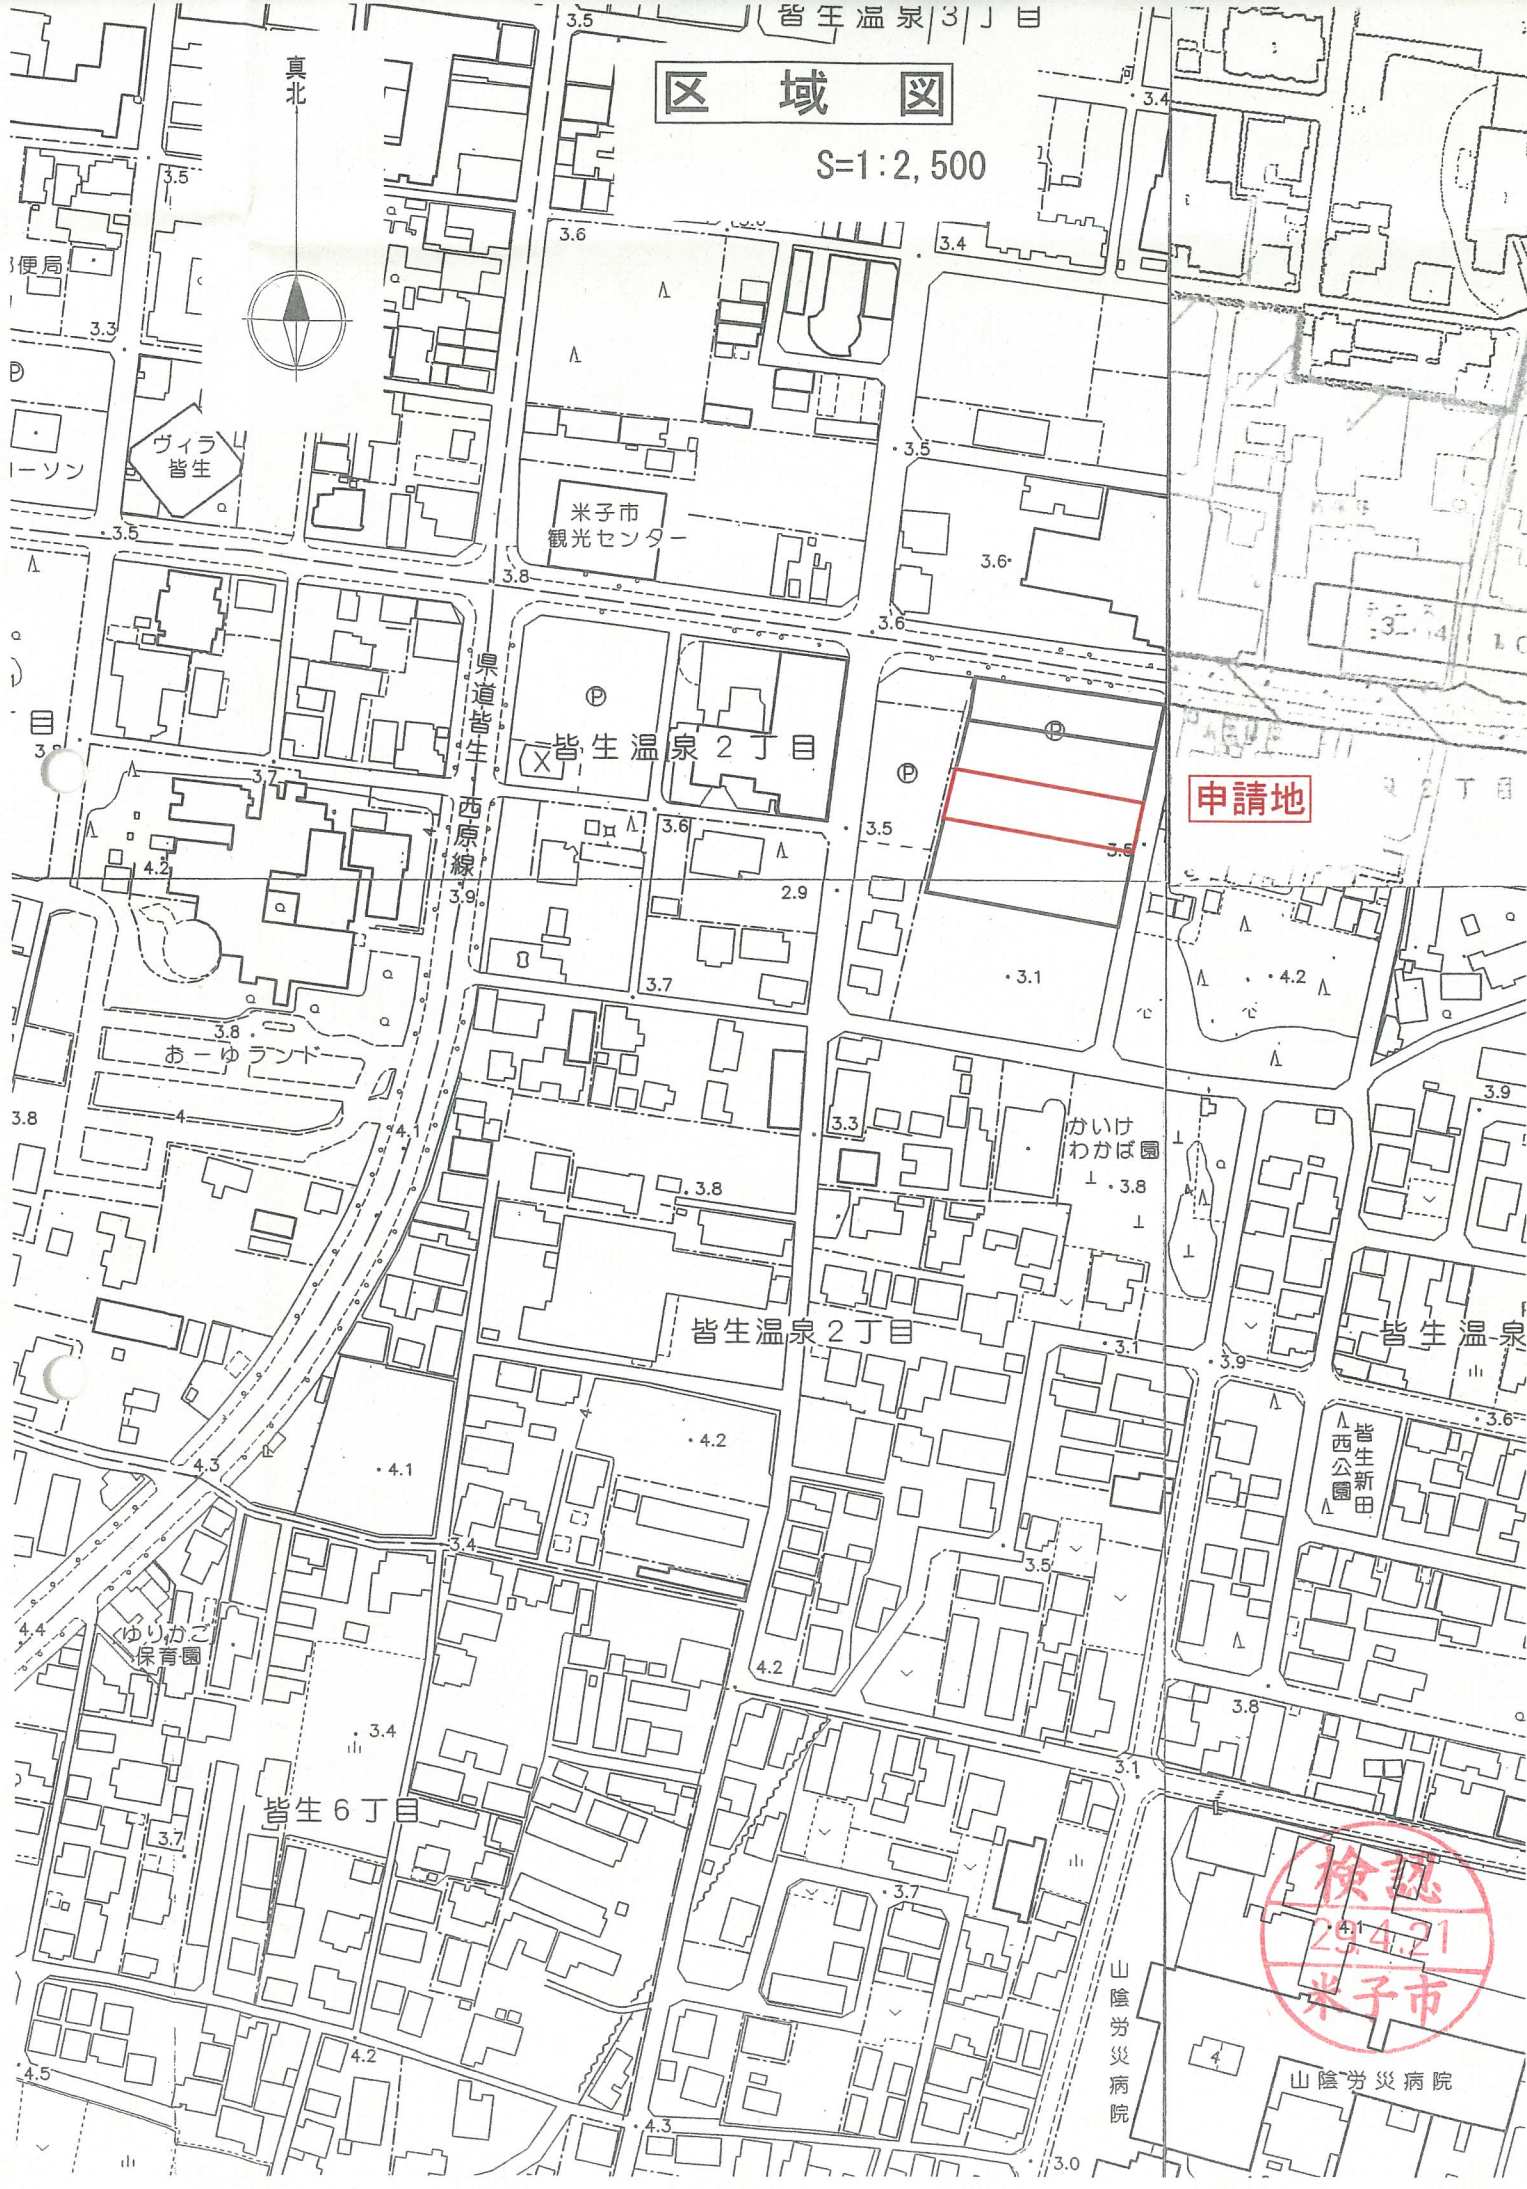 皆生温泉3丁目
3.5
真北
区域図
S=1:2,500
3.4
3.5
3.6
3.4
便局
3.3
Ⓟ
ヴィラ
皆生
ーソン
3.5
米子市
観光センター
3.5
3.8
3.6
3.6
県道皆生西原線
Ⓟ
皆生温泉2丁目
Ⓟ
Ⓟ
申請地
丁目
目
3.7
3.6
3.5
3.5
4.2
3.9
2.9
3.7
3.1
4.2
3.8
おーゆランド
3.8
4
4.1
3.3
かいけ
わかば園
3.8
3.8
3.9
皆生温泉2丁目
3.1
3.9
皆生温泉
3.6
4.2
4.1
4.3
皆生新田
西公園
3.4
3.5
4.4
ゆりかご
保育園
4.2
3.8
3.4
3.1
皆生6丁目
3.7
3.7
検認
4.1
29.4.21
米子市
山陰労災病院
4
山陰労災病院
4.2
4.5
4.3
3.0